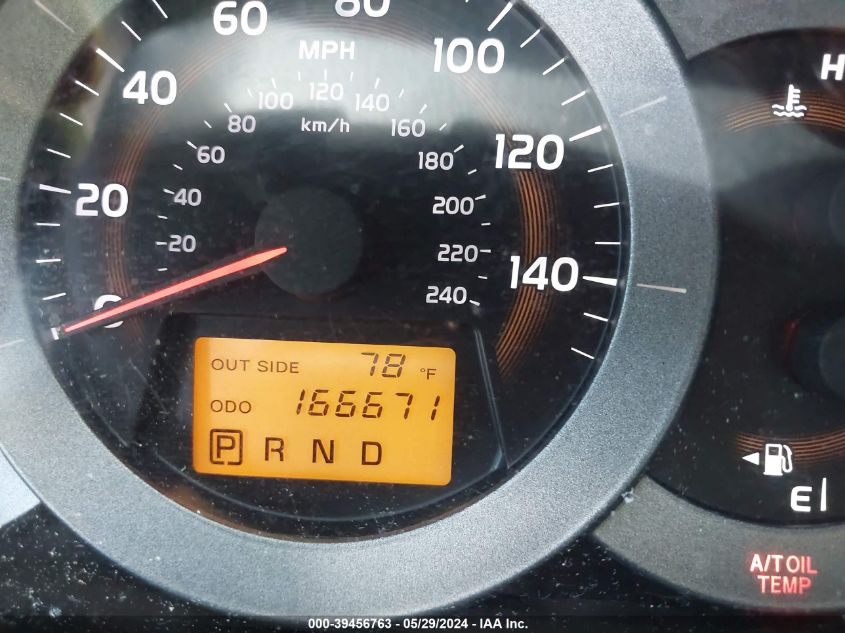 60
80
100
40
MPH
100 120 140
80
160
km/h
60
180
120
20
40
200
20
220
140
0
240
H
OUT SIDE 78 °F
ODO 166671
P R N D
E
A/T OIL
TEMP
000-39456763 - 05/29/2024 - IAA Inc.